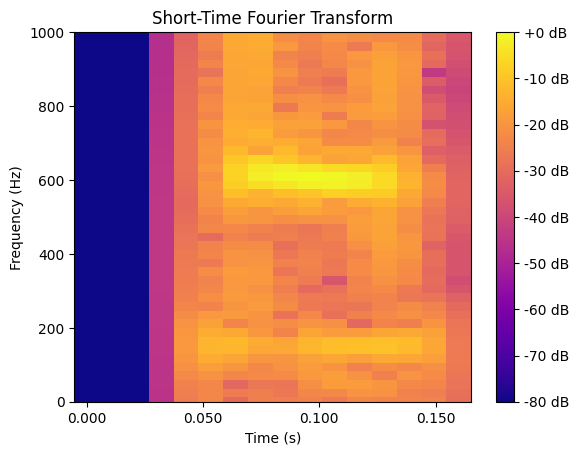 Short-Time Fourier Transform
1000
800
600
400
200
0
Frequency (Hz)
0.000
0.050
0.100
0.150
Time (s)
+0 dB
-10 dB
-20 dB
-30 dB
-40 dB
-50 dB
-60 dB
-70 dB
-80 dB